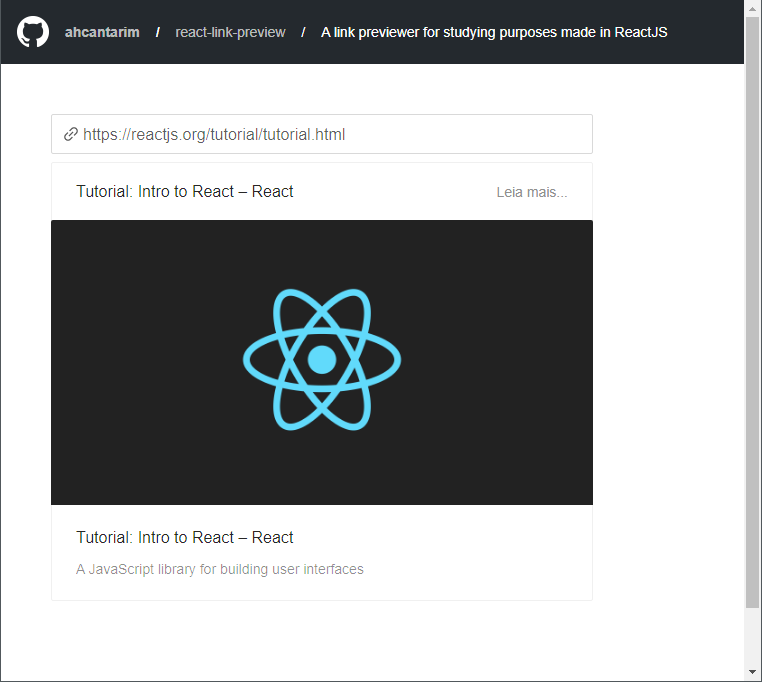 ahcantarim / react-link-preview / A link previewer for studying purposes made in ReactJS
https://reactjs.org/tutorial/tutorial.html
Tutorial: Intro to React – React Leia mais...
Tutorial: Intro to React – React
A JavaScript library for building user interfaces